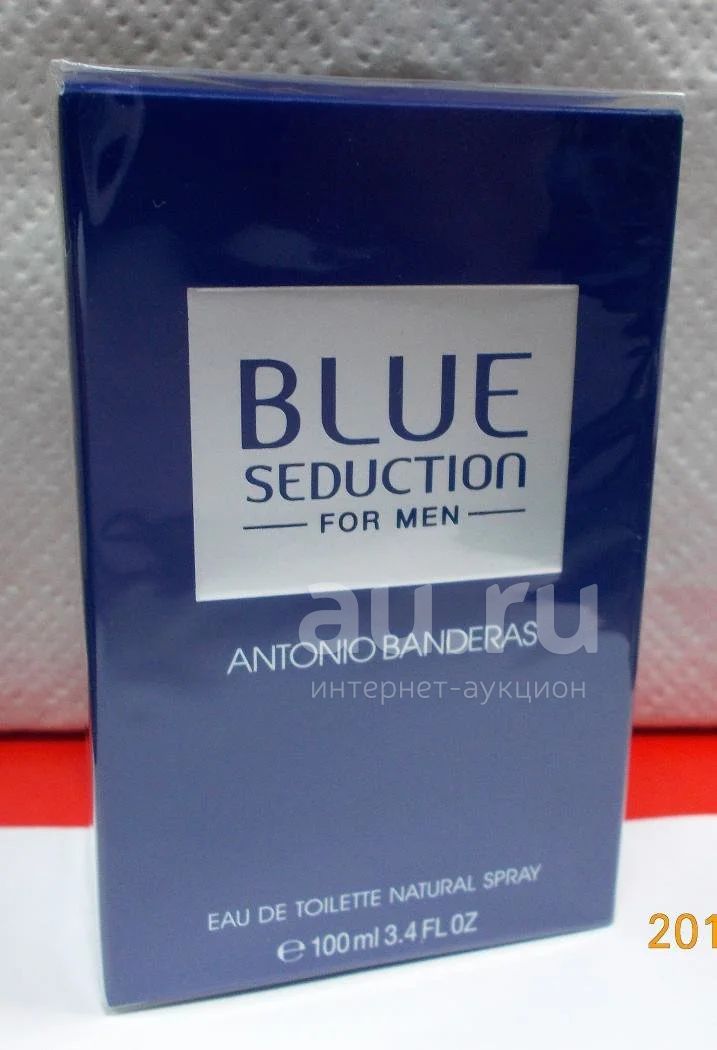 BLUE
SEDUCTION
FOR MEN
au.ru
ANTONIO BANDERAS
интернет-аукцион
EAU DE TOILETTE NATURAL SPRAY
℮ 100 ml 3.4 FL OZ
201